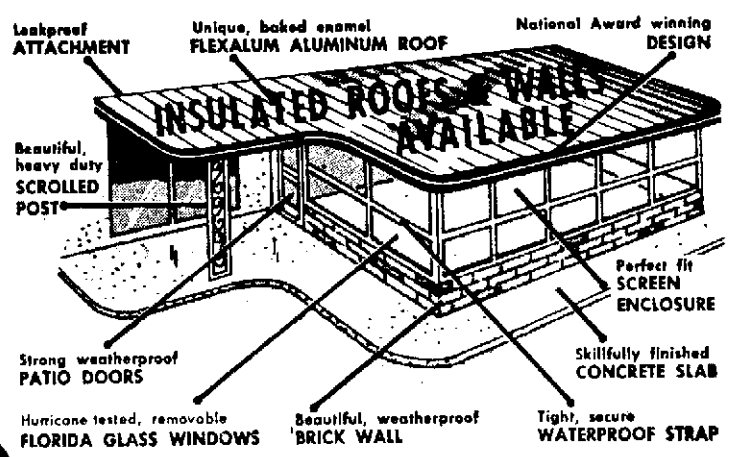 Leakproof
ATTACHMENT
Unique, baked enamel
FLEXALUM ALUMINUM ROOF
National Award winning
DESIGN
INSULATED ROOFS & WALLS
AVAILABLE
Beautiful,
heavy duty
SCROLLED
POST
Perfect fit
SCREEN
ENCLOSURE
Strong weatherproof
PATIO DOORS
Skillfully finished
CONCRETE SLAB
Hurricane tested, removable
FLORIDA GLASS WINDOWS
Beautiful, weatherproof
BRICK WALL
Tight, secure
WATERPROOF STRAP